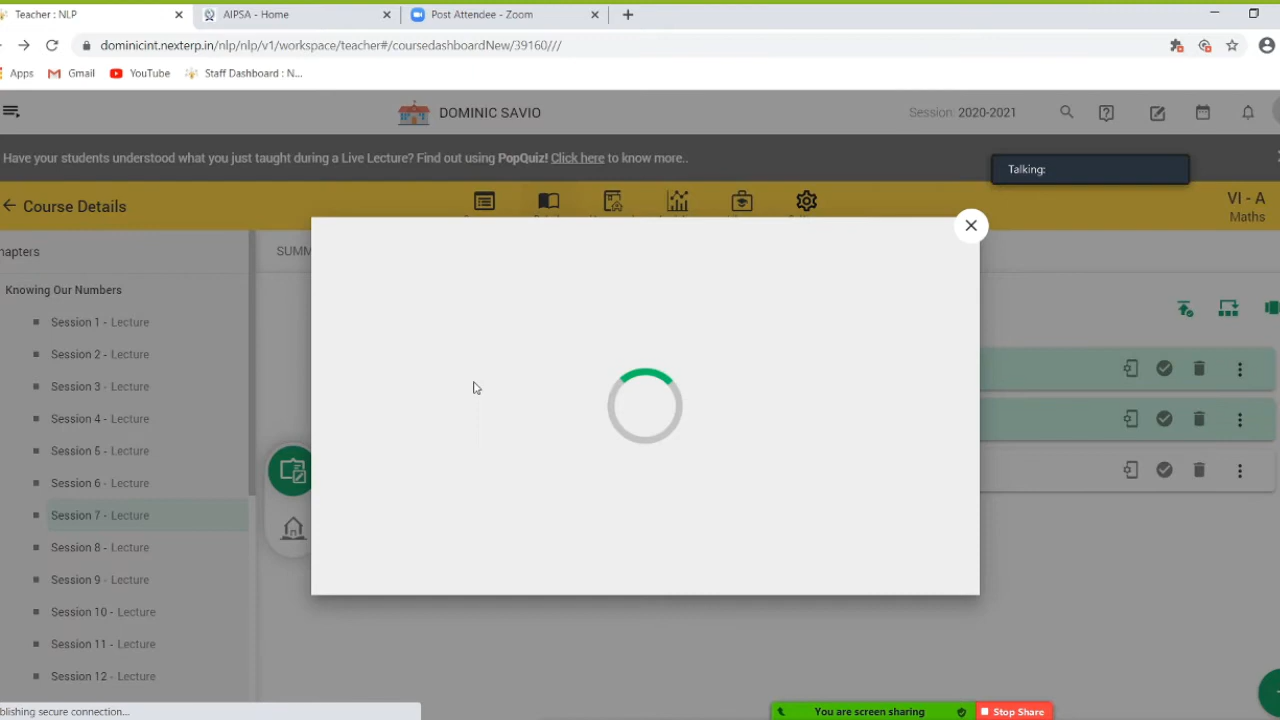 Teacher : NLP
AIPSA - Home
Post Attendee - Zoom
dominicint.nexterp.in/nlp/nlp/v1/workspace/teacher#/coursedashboardNew/39160///
Apps
Gmail
YouTube
Staff Dashboard : N...
DOMINIC SAVIO
Session: 2020-2021
Have your students understood what you just taught during a Live Lecture? Find out using PopQuiz! Click here to know more..
Talking:
Course Details
VI - A
Maths
hapters
SUMM
Knowing Our Numbers
Session 1 - Lecture
Session 2 - Lecture
Session 3 - Lecture
Session 4 - Lecture
Session 5 - Lecture
Session 6 - Lecture
Session 7 - Lecture
Session 8 - Lecture
Session 9 - Lecture
Session 10 - Lecture
Session 11 - Lecture
Session 12 - Lecture
blishing secure connection...
You are screen sharing
Stop Share